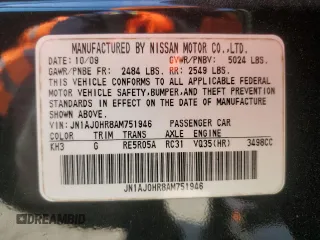 MANUFACTURED BY NISSAN MOTOR CO.,LTD.
DATE: 10/09 GVWR/PNBV: 5024 LBS.
GAWR/PNBE FR: 2484 LBS. RR: 2549 LBS.
THIS VEHICLE CONFORMS TO ALL APPLICABLE FEDERAL
MOTOR VEHICLE SAFETY,BUMPER,AND THEFT PREVENTION
STANDARDS IN EFFECT ON THE DATE OF MANUFACTURE
SHOWN ABOVE.
VIN:JN1AJ0HR8AM751946 PASSENGER CAR
COLOR TRIM TRANS AXLE ENGINE
KH3 G RE5R05A RC31 VQ35(HR) 3498CC
JN1AJ0HR8AM751946
DREAMBID